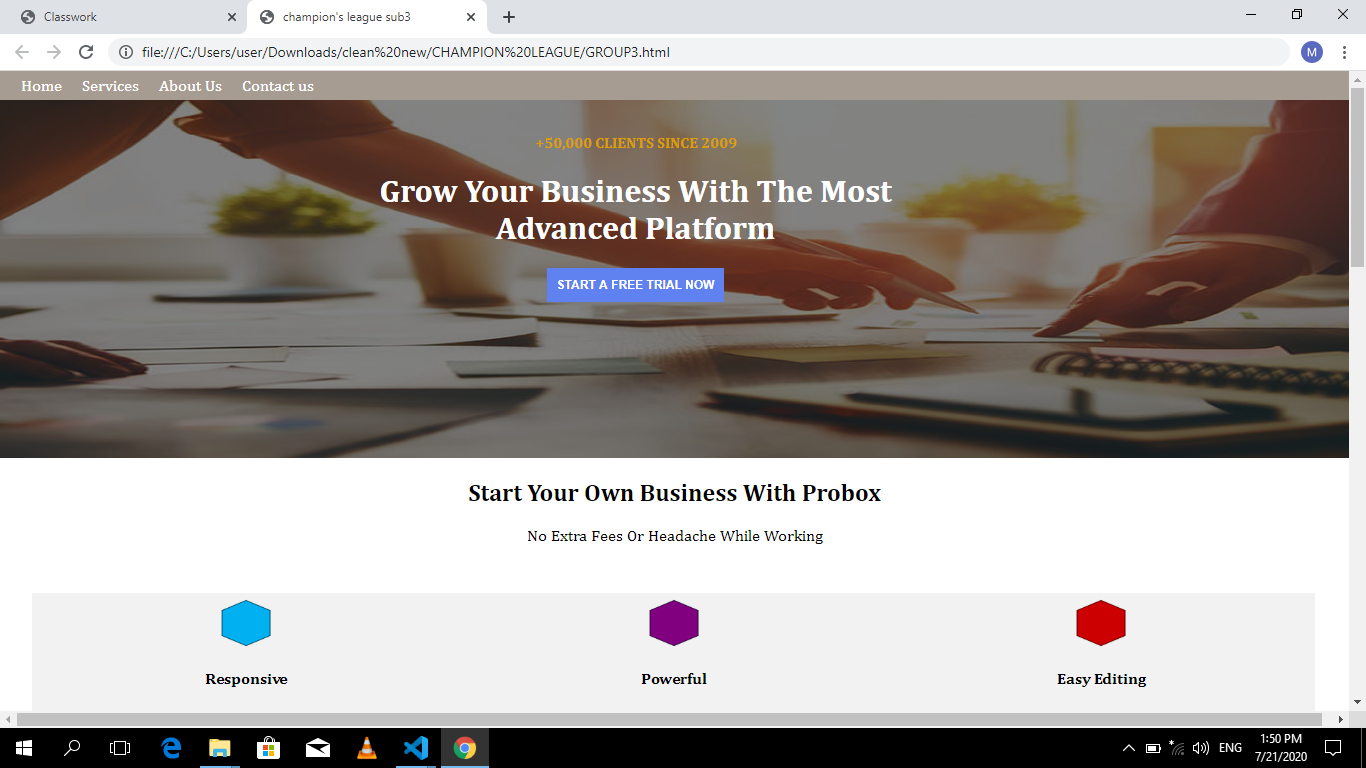 Classwork
champion's league sub3
file:///C:/Users/user/Downloads/clean%20new/CHAMPION%20LEAGUE/GROUP3.html
M
Home Services About Us Contact us
+50,000 CLIENTS SINCE 2009
Grow Your Business With The Most
Advanced Platform
START A FREE TRIAL NOW
Start Your Own Business With Probox
No Extra Fees Or Headache While Working
Responsive Powerful Easy Editing
ENG
1:50 PM
7/21/2020